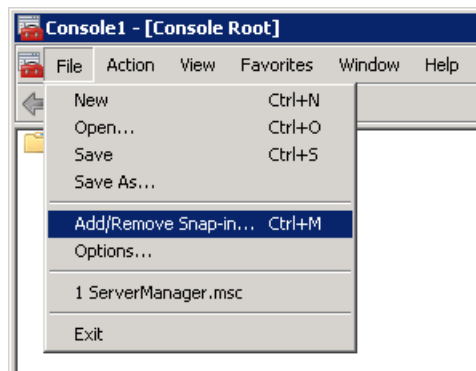 Console1 - [Console Root]
File Action View Favorites Window Help
New Ctrl+N
Open... Ctrl+O
Save Ctrl+S
Save As...
Add/Remove Snap-in... Ctrl+M
Options...
1 ServerManager.msc
Exit